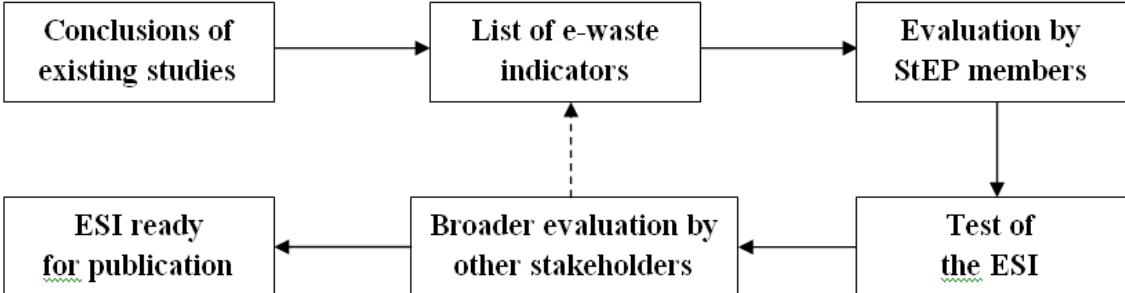 Conclusions of
existing studies
List of e-waste
indicators
Evaluation by
StEP members
ESI ready
for publication
Broader evaluation by
other stakeholders
Test of
the ESI